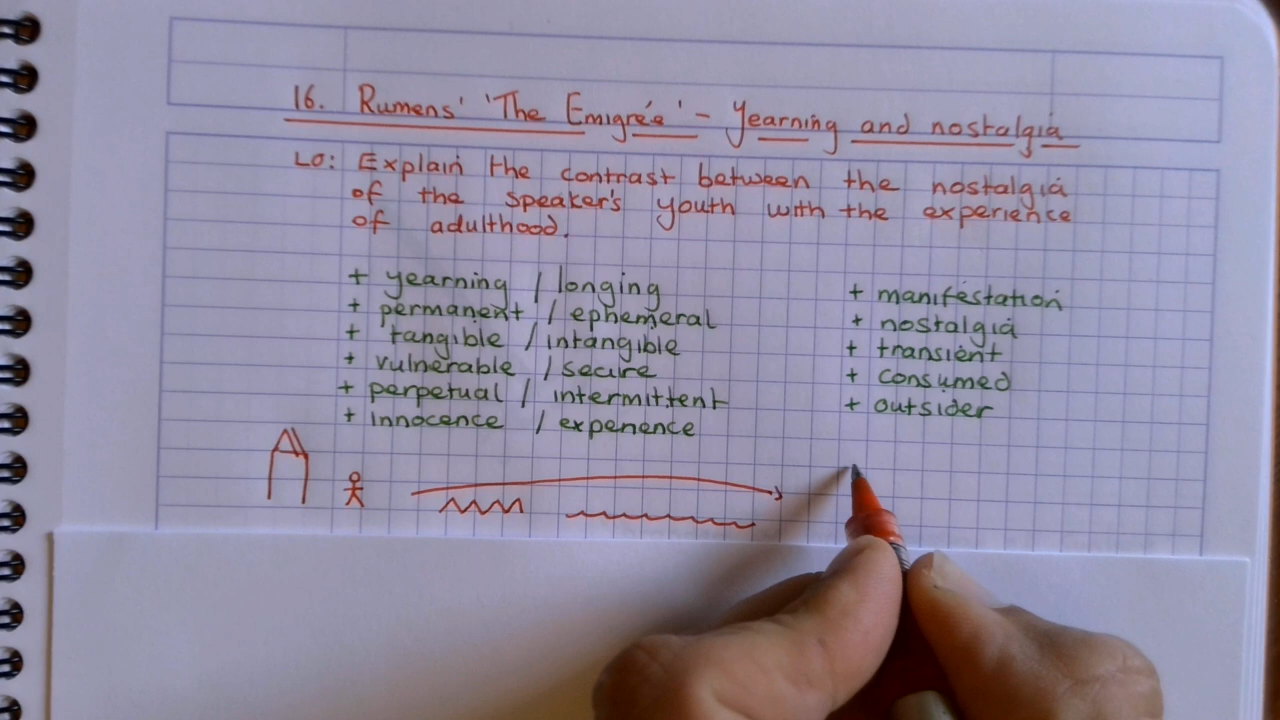 16. Rumens' 'The Emigrée' - Yearning and nostalgia
LO: Explain the contrast between the nostalgia
of the speaker's youth with the experience
of adulthood.
+ yearning / longing
+ permanent / ephemeral
+ tangible / intangible
+ vulnerable / secure
+ perpetual / intermittent
+ innocence / experience
+ manifestation
+ nostalgia
+ transient
+ consumed
+ outsider